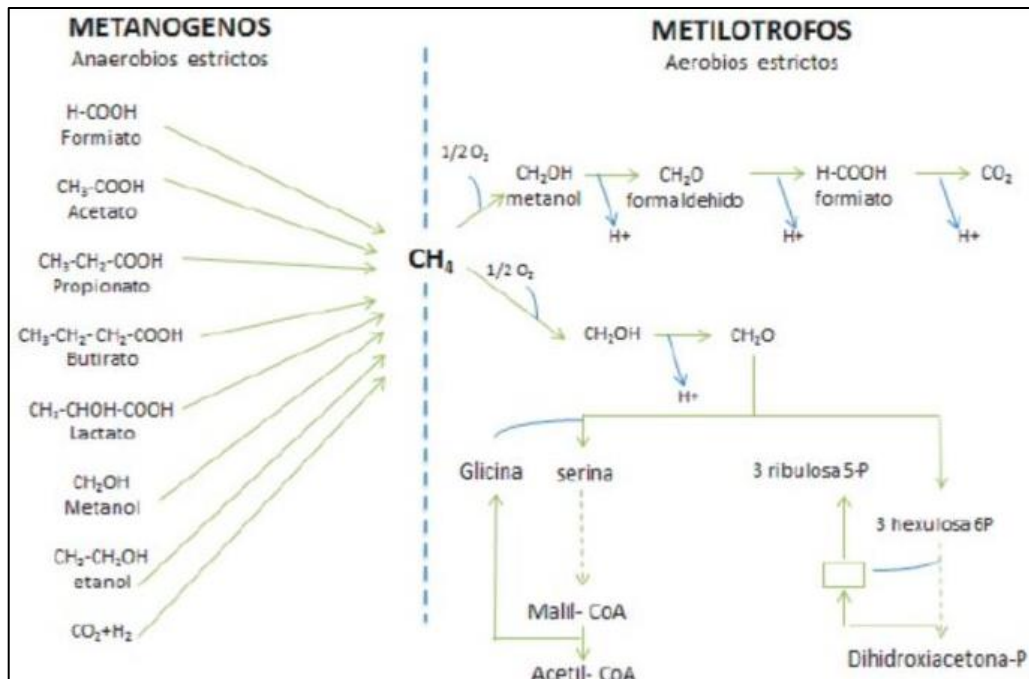 METANOGENOS
Anaerobios estrictos
H-COOH
Formiato
CH₃-COOH
Acetato
CH₃-CH₂-COOH
Propionato
CH₃-CH₂-CH₂-COOH
Butirato
CH₃-CHOH-COOH
Lactato
CH₂OH
Metanol
CH₃-CH₂OH
etanol
CO₂+H₂
CH₄
METILOTROFOS
Aerobios estrictos
1/2 O₂
CH₂OH
metanol
CH₂O
formaldehido
H-COOH
formiato
CO₂
H+
H+
H+
1/2 O₂
CH₂OH
CH₂O
H+
Glicina
serina
3 ribulosa 5-P
3 hexulosa 6P
Malil- CoA
Acetil- CoA
Dihidroxiacetona-P